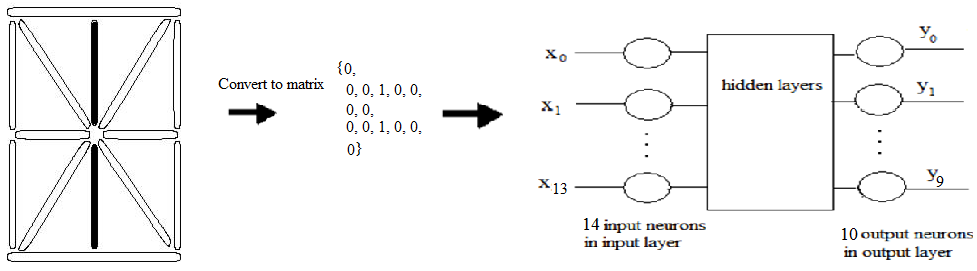 Convert to matrix
{0,
0, 0, 1, 0, 0,
0, 0,
0, 0, 1, 0, 0,
0}
x0
x1
x13
hidden layers
y0
y1
y9
14 input neurons
in input layer
10 output neurons
in output layer